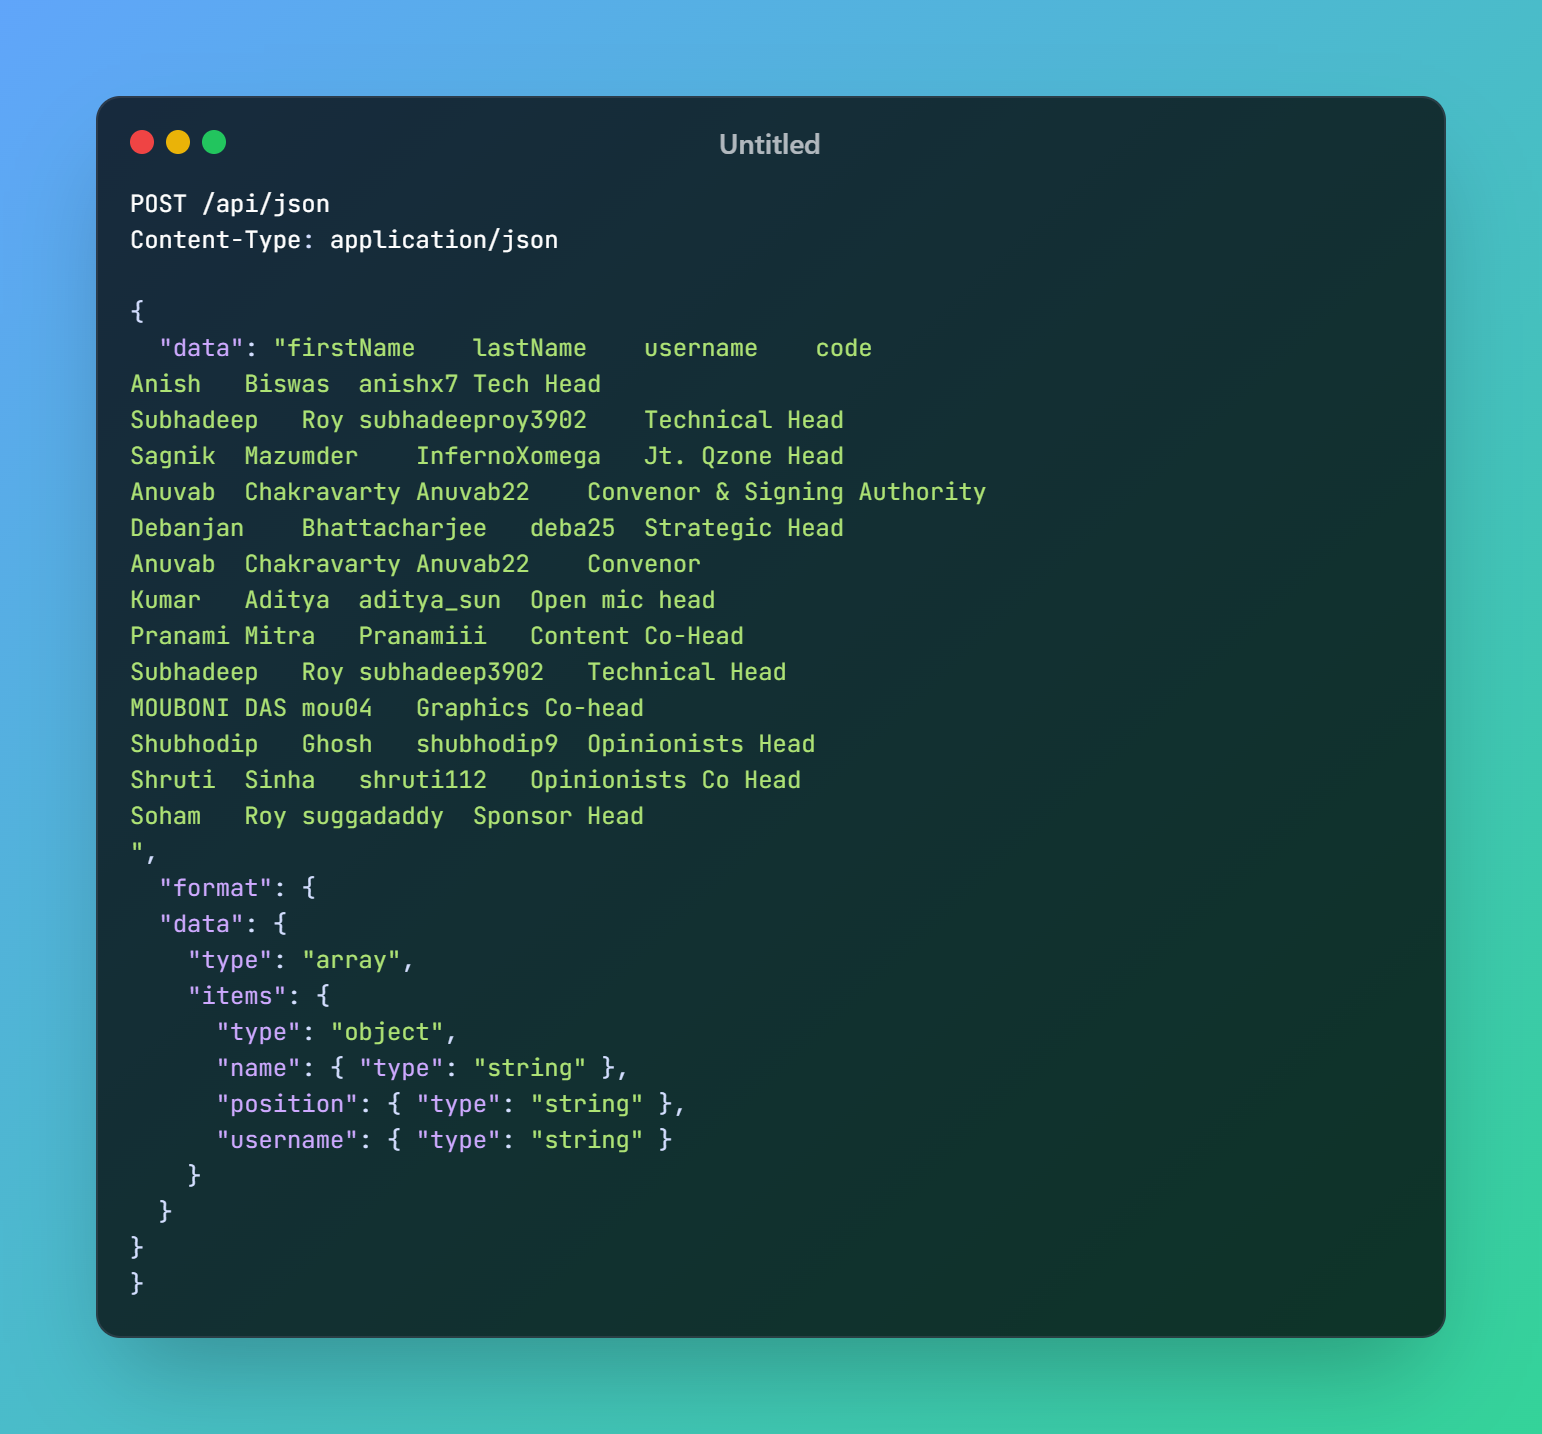 Untitled
POST /api/json
Content-Type: application/json
{
  "data": "firstName    lastName    username    code
Anish   Biswas  anishx7 Tech Head
Subhadeep   Roy subhadeeproy3902    Technical Head
Sagnik  Mazumder    InfernoXomega   Jt. Qzone Head
Anuvab  Chakravarty Anuvab22    Convenor & Signing Authority
Debanjan    Bhattacharjee   deba25  Strategic Head
Anuvab  Chakravarty Anuvab22    Convenor
Kumar   Aditya  aditya_sun  Open mic head
Pranami Mitra   Pranamiii   Content Co-Head
Subhadeep   Roy subhadeep3902   Technical Head
MOUBONI DAS mou04   Graphics Co-head
Shubhodip   Ghosh   shubhodip9  Opinionists Head
Shruti  Sinha   shruti112   Opinionists Co Head
Soham   Roy suggadaddy  Sponsor Head
",
  "format": {
  "data": {
    "type": "array",
    "items": {
      "type": "object",
      "name": { "type": "string" },
      "position": { "type": "string" },
      "username": { "type": "string" }
    }
  }
}
}